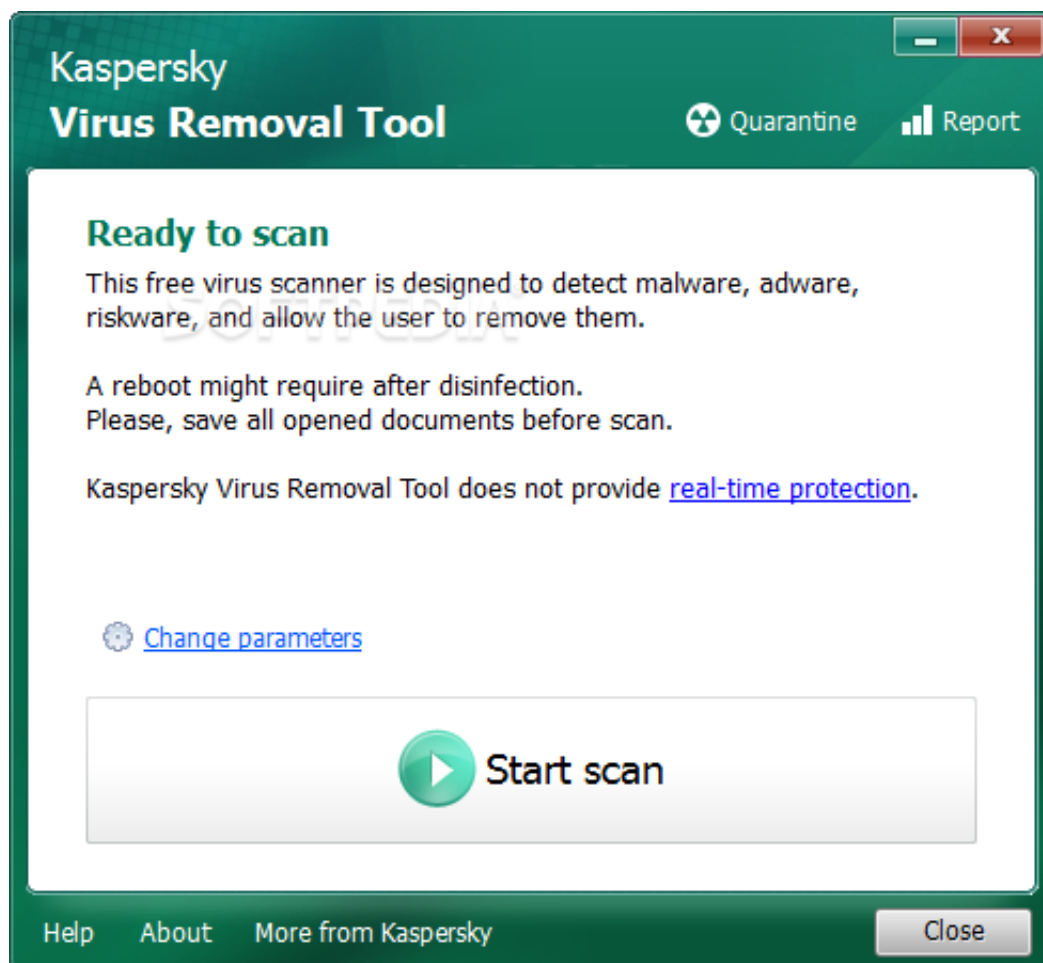 Kaspersky
Virus Removal Tool
Quarantine
Report
Ready to scan
This free virus scanner is designed to detect malware, adware,
riskware, and allow the user to remove them.
SOFTPEDIA
A reboot might require after disinfection.
Please, save all opened documents before scan.
Kaspersky Virus Removal Tool does not provide real-time protection.
Change parameters
Start scan
Help
About
More from Kaspersky
Close